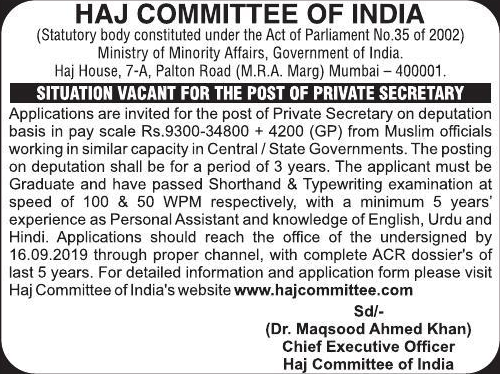 HAJ COMMITTEE OF INDIA
(Statutory body constituted under the Act of Parliament No.35 of 2002)
Ministry of Minority Affairs, Government of India.
Haj House, 7-A, Palton Road (M.R.A. Marg) Mumbai – 400001.
SITUATION VACANT FOR THE POST OF PRIVATE SECRETARY
Applications are invited for the post of Private Secretary on deputation
basis in pay scale Rs.9300-34800 + 4200 (GP) from Muslim officials
working in similar capacity in Central / State Governments. The posting
on deputation shall be for a period of 3 years. The applicant must be
Graduate and have passed Shorthand & Typewriting examination at
speed of 100 & 50 WPM respectively, with a minimum 5 years'
experience as Personal Assistant and knowledge of English, Urdu and
Hindi. Applications should reach the office of the undersigned by
16.09.2019 through proper channel, with complete ACR dossier's of
last 5 years. For detailed information and application form please visit
Haj Committee of India's website www.hajcommittee.com
Sd/-
(Dr. Maqsood Ahmed Khan)
Chief Executive Officer
Haj Committee of India